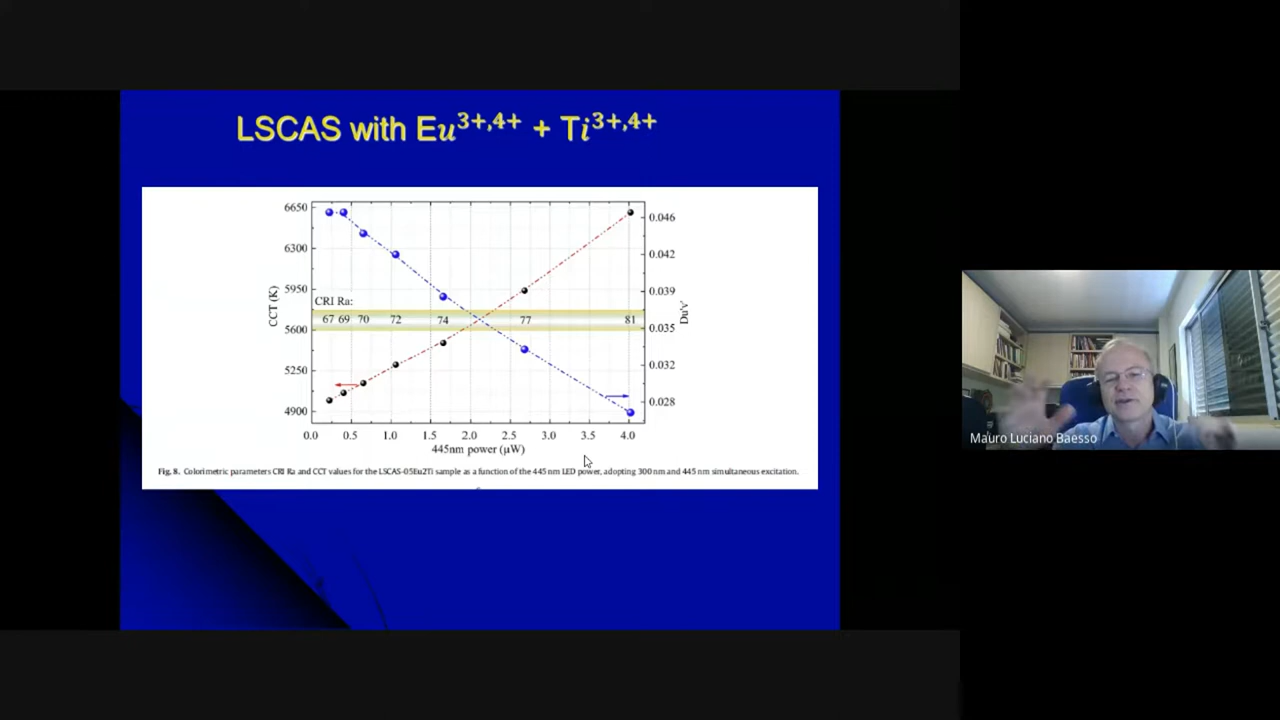 LSCAS with Eu3+,4+ + Ti3+,4+
6650
6300
5950
5600
5250
4900
CCT (K)
CRI Ra:
67 69 70 72 74 77 81
0.046
0.042
0.039
0.035
0.032
0.028
Du'v'
0.0 0.5 1.0 1.5 2.0 2.5 3.0 3.5 4.0
445nm power (μW)
Fig. 8. Colorimetric parameters CRI Ra and CCT values for the LSCAS-05Eu2Ti sample as a function of the 445 nm LED power, adopting 300 nm and 445 nm simultaneous excitation.
Mauro Luciano Baesso